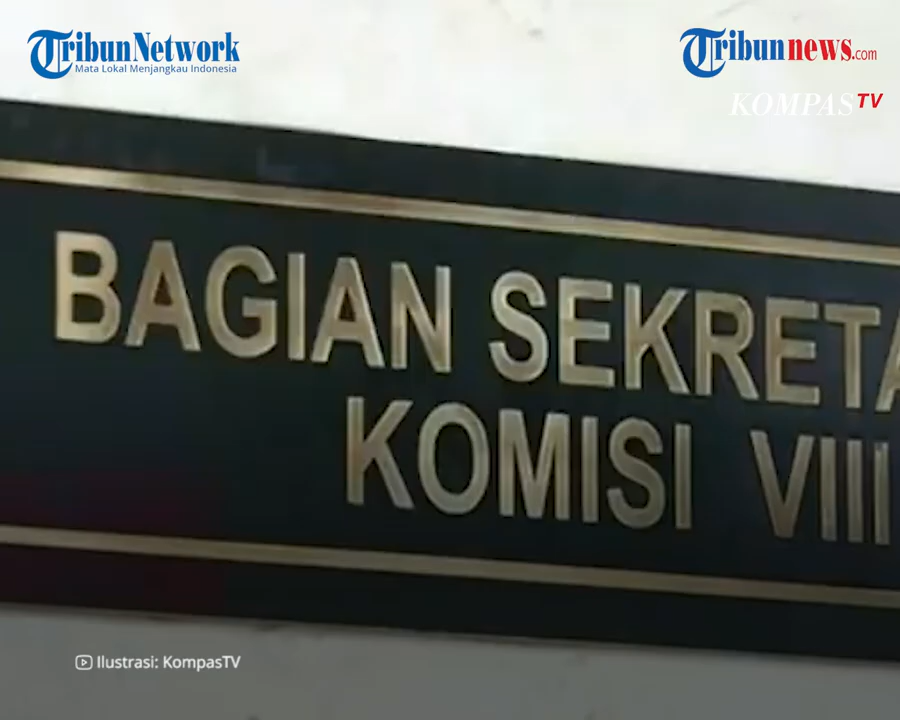 TribunNetwork
Mata Lokal Menjangkau Indonesia
Tribunnews.com
KOMPASTV
BAGIAN SEKRETA
KOMISI VIII
Ilustrasi: KompasTV